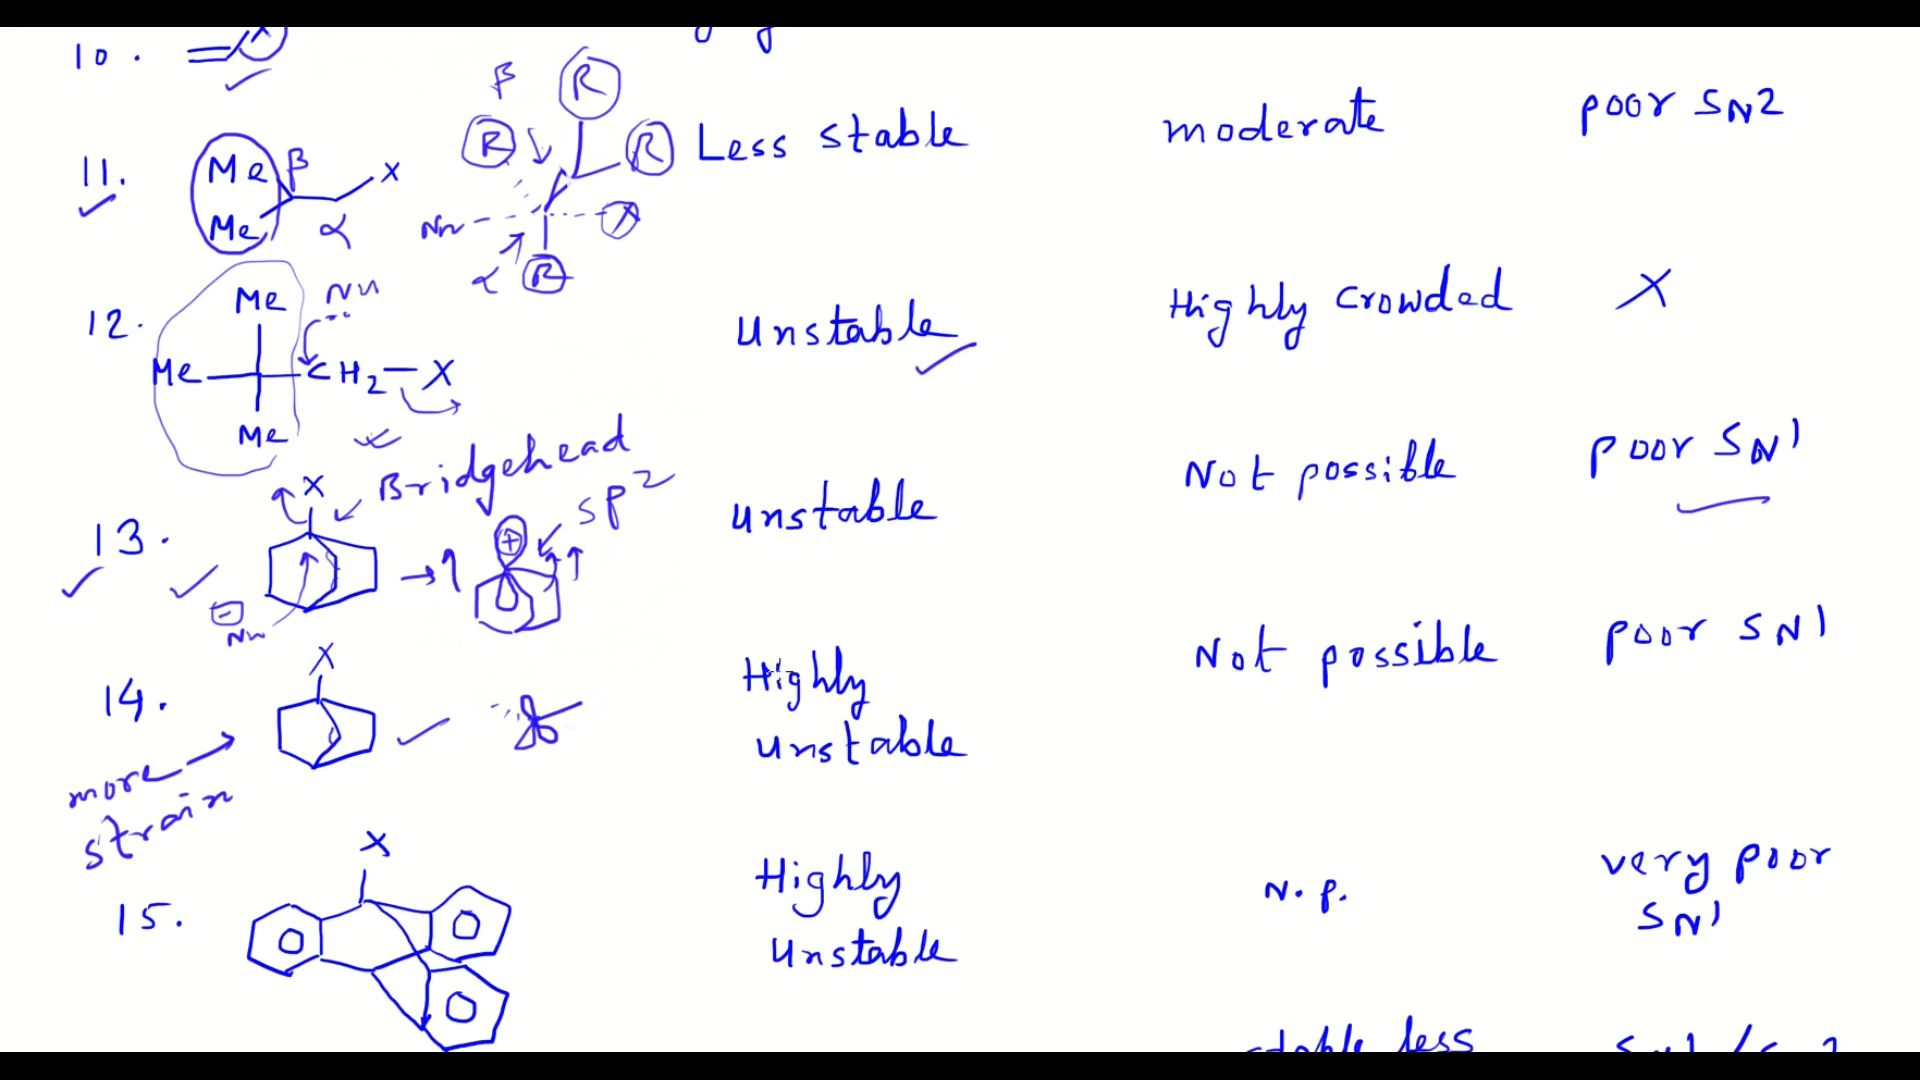 10. X
β R
R R Less stable moderate poor SN2
11. Me β X
Me α Nu X
α R
12. Me Nu Unstable Highly crowded X
Me CH2-X
Me
Bridgehead
X sp2 unstable Not possible poor SN1
13. → +
- Nu
X Highly Not possible poor SN1
14. unstable
more →
strain
X Highly N.p. very poor
15. unstable SN1
stable less